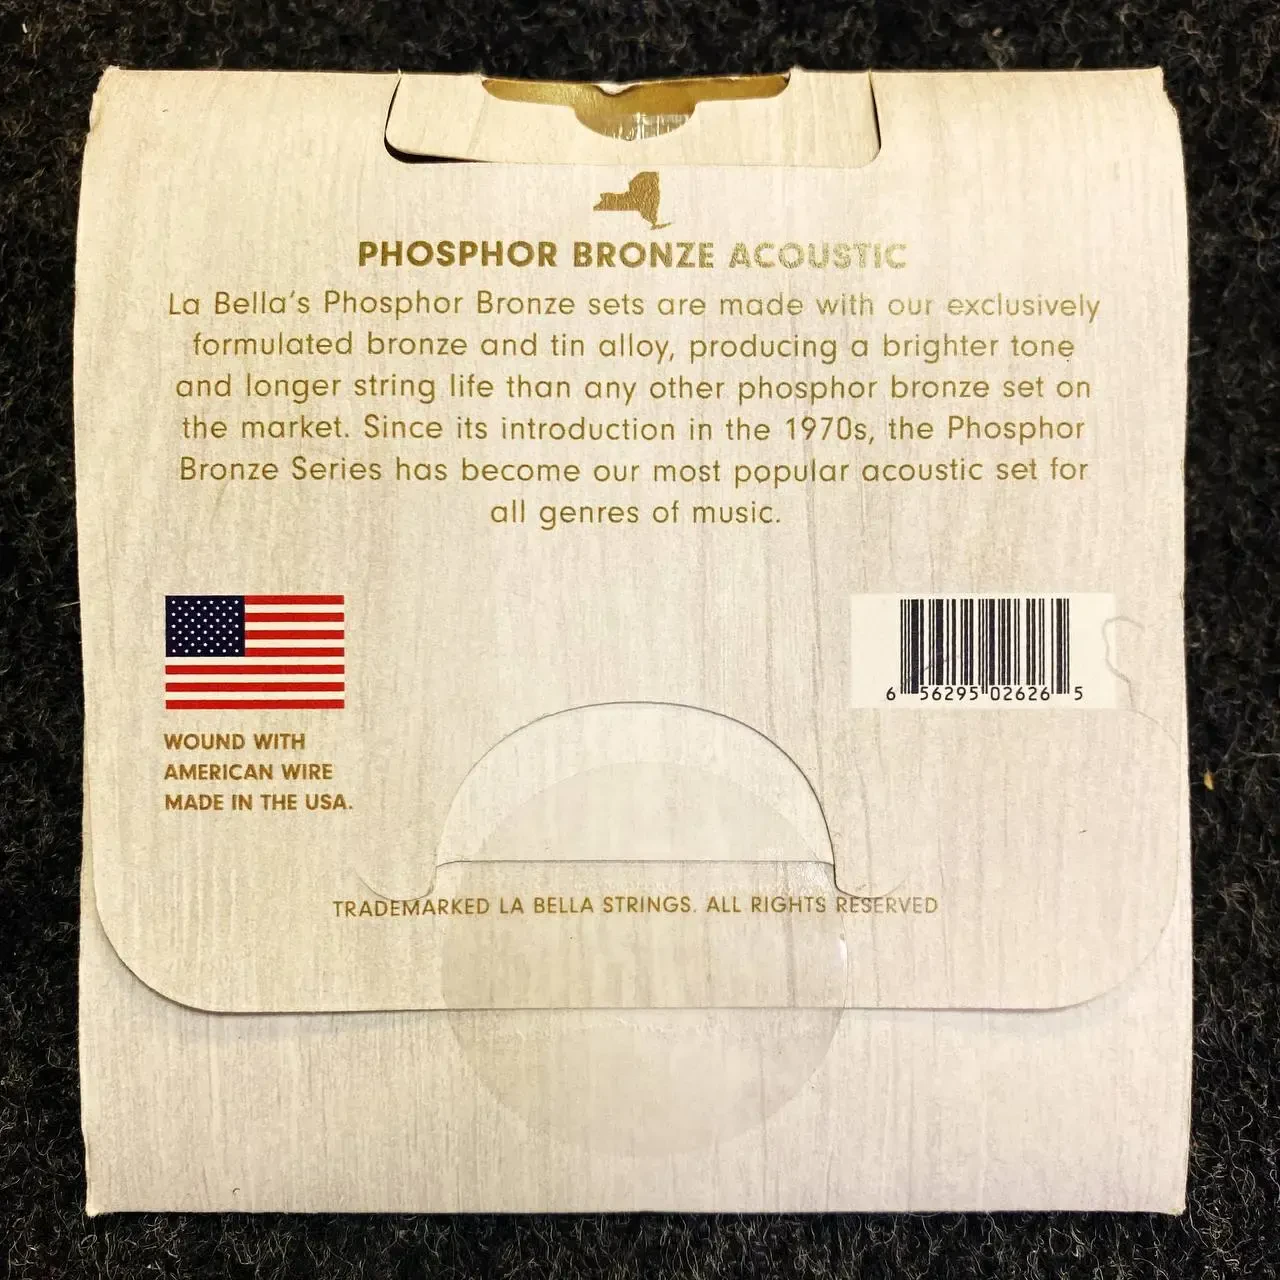 PHOSPHOR BRONZE ACOUSTIC
La Bella's Phosphor Bronze sets are made with our exclusively
formulated bronze and tin alloy, producing a brighter tone
and longer string life than any other phosphor bronze set on
the market. Since its introduction in the 1970s, the Phosphor
Bronze Series has become our most popular acoustic set for
all genres of music.
6 56295 02626 5
WOUND WITH
AMERICAN WIRE
MADE IN THE USA.
TRADEMARKED LA BELLA STRINGS. ALL RIGHTS RESERVED